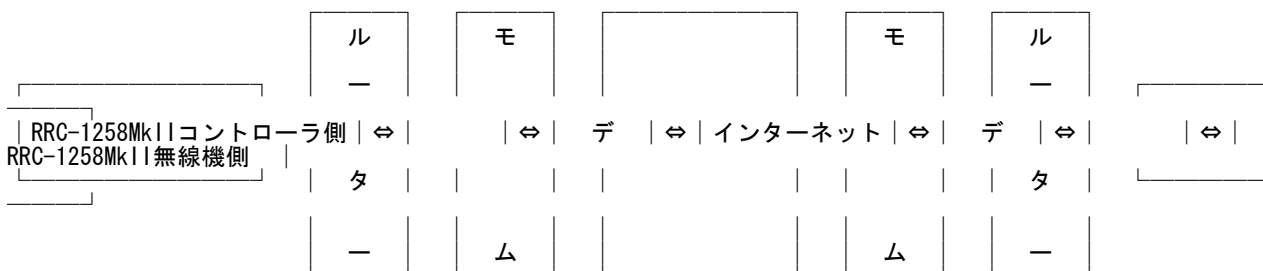 ┌────┐ ┌────┐ ┌────────┐ ┌────┐ ┌────┐
│ ル │ │ モ │ │ │ │ モ │ │ ル │
┌──────────┐ │ ー │ │ │ │ │ │ │ │ ー │ ┌─────
────┐
│RRC-1258MkIIコントローラ側│⇔│ │⇔│ デ │⇔│インターネット│⇔│ デ │⇔│ │⇔│
RRC-1258MkII無線機側 │
└──────────┘ │ タ │ │ │ │ │ │ │ │ タ │ └─────
────┘
│ │ │ │ │ │ │ │ │ │
│ ー │ │ ム │ │ │ │ ム │ │ ー │